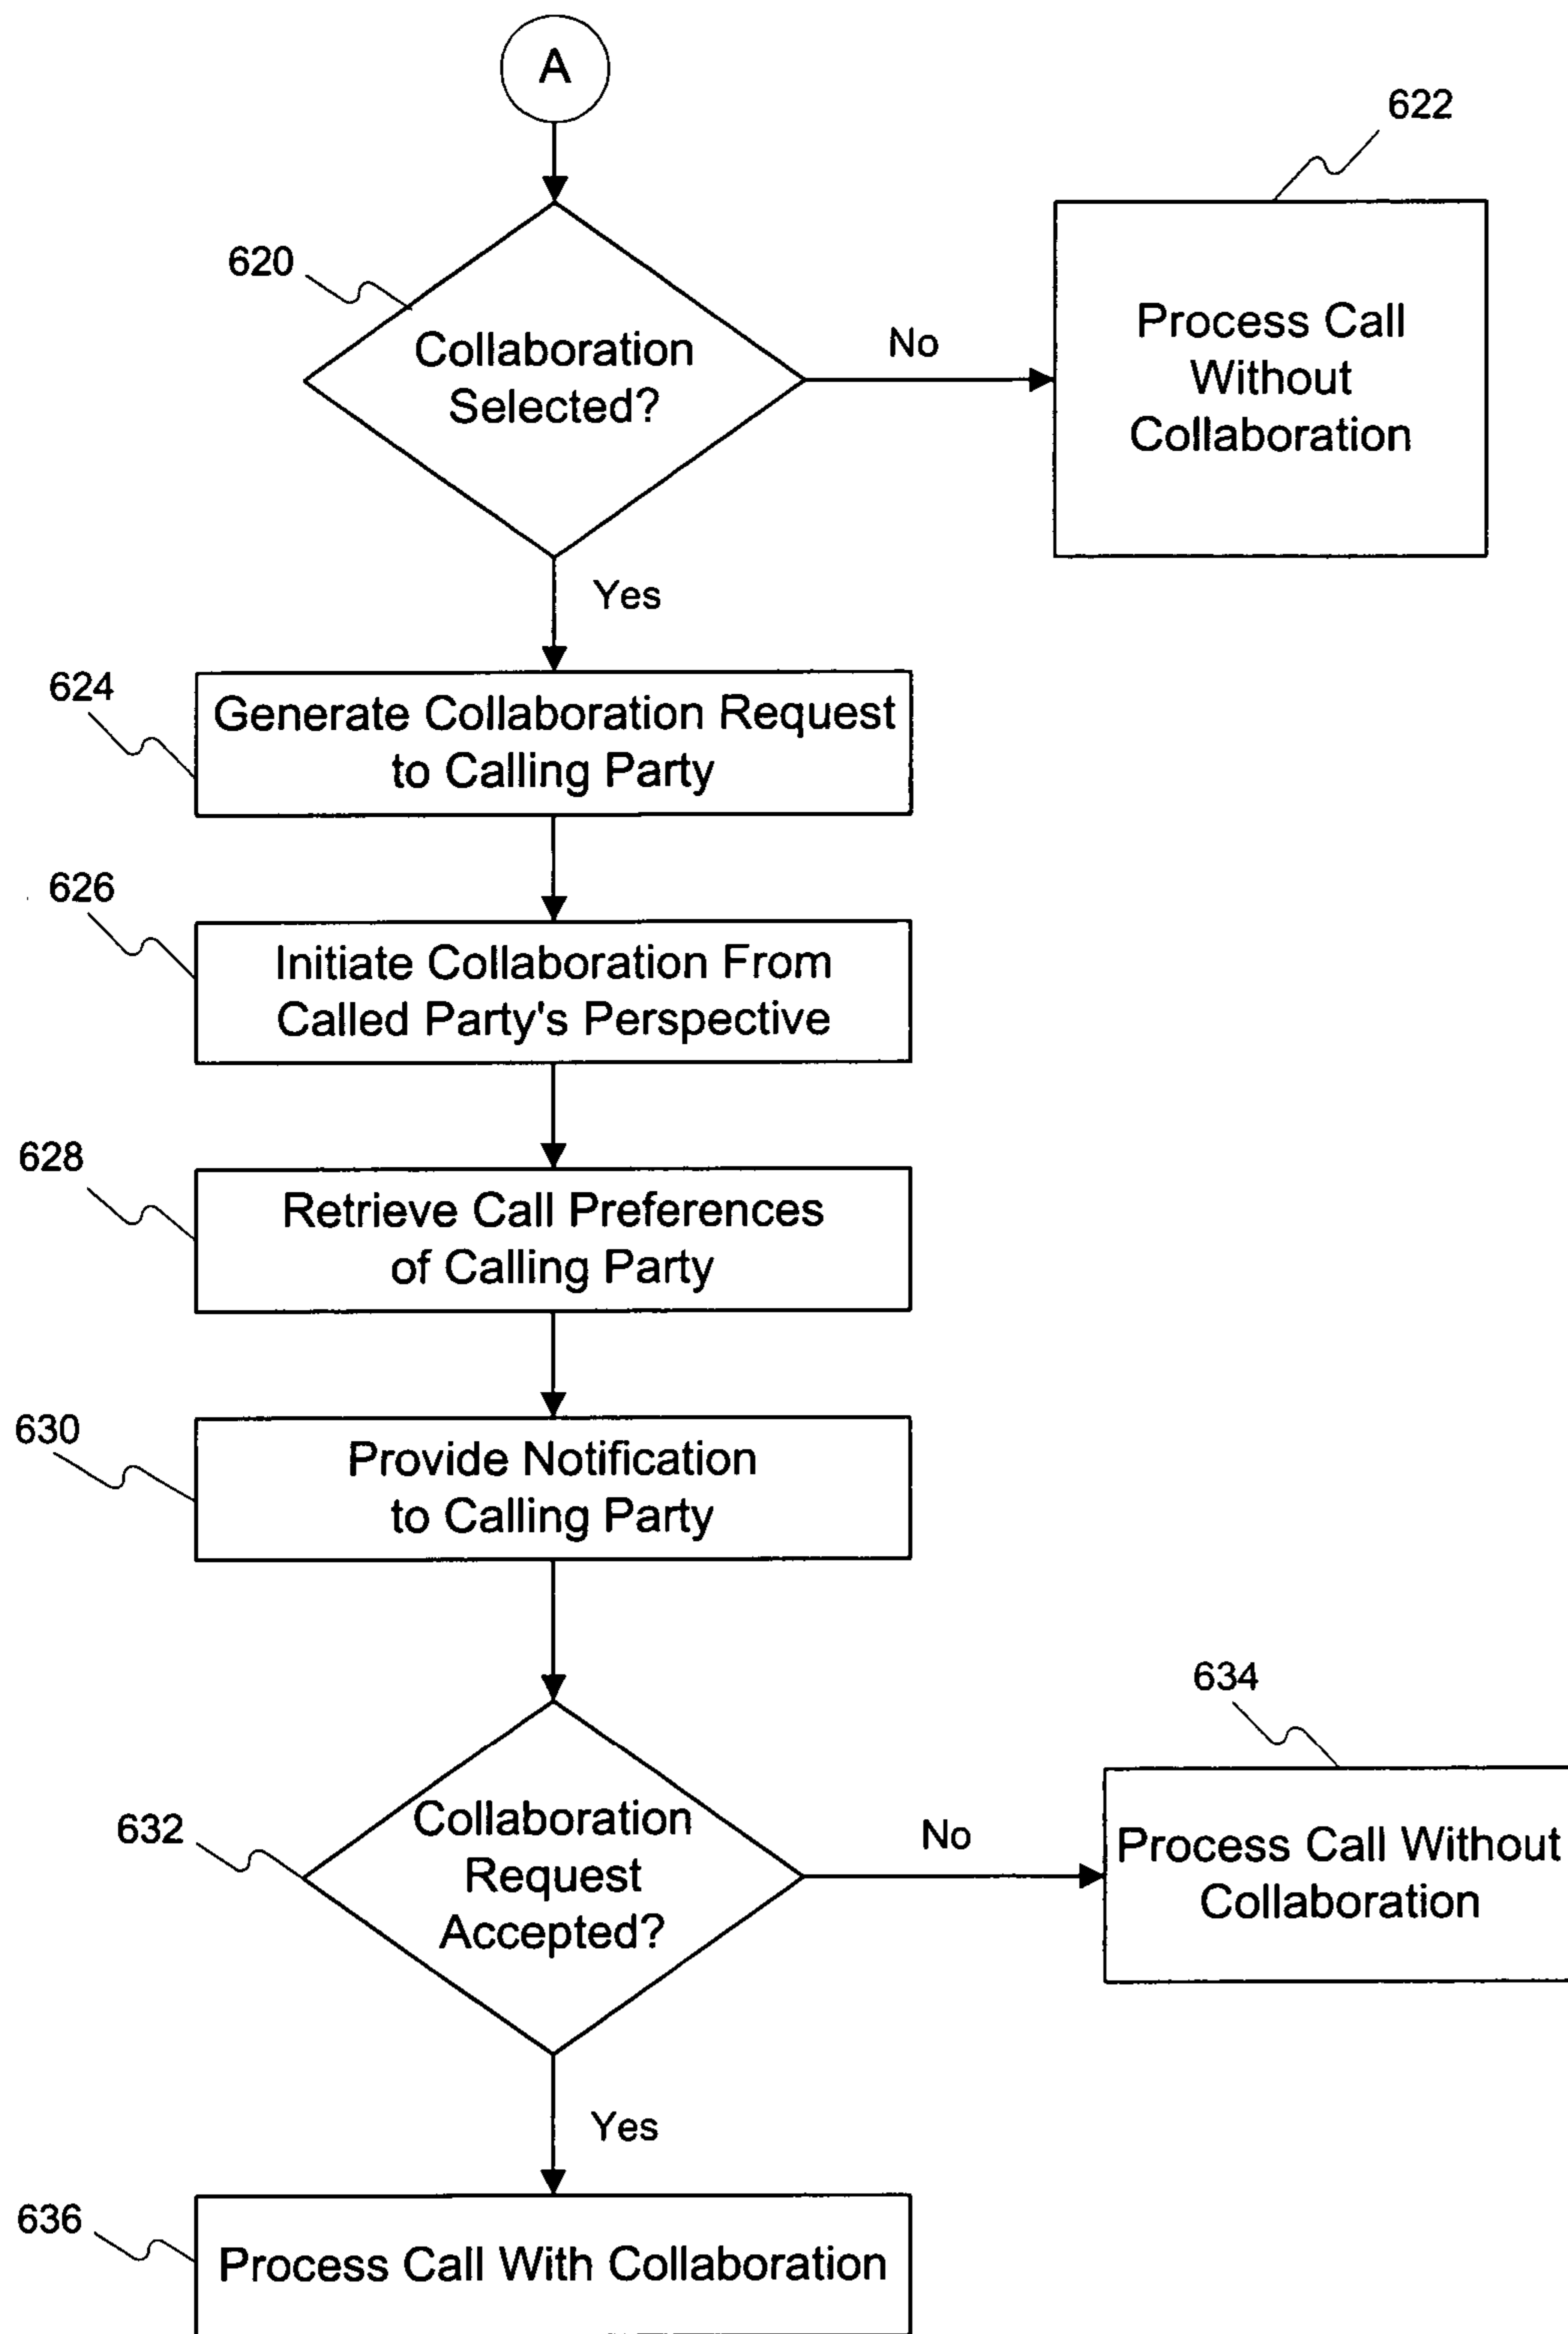 A
622
620
Collaboration
Selected?
No
Process Call
Without
Collaboration
Yes
624
Generate Collaboration Request
to Calling Party
626
Initiate Collaboration From
Called Party's Perspective
628
Retrieve Call Preferences
of Calling Party
630
Provide Notification
to Calling Party
634
632
Collaboration
Request
Accepted?
No
Process Call Without
Collaboration
Yes
636
Process Call With Collaboration